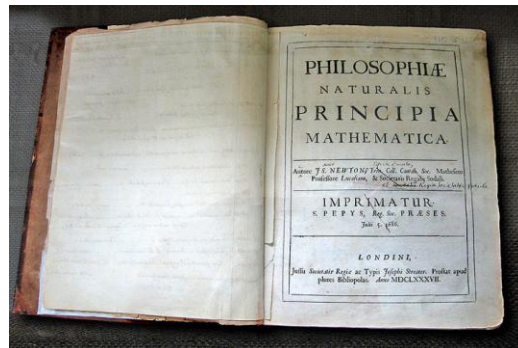 PHILOSOPHIÆ
NATURALIS
PRINCIPIA
MATHEMATICA.
Autore JS. NEWTON, Trin. Coll. Cantab. Soc. Matheseos
Professore Lucasiano, & Societatis Regalis Sodali.
IMPRIMATUR.
S. PEPYS, Reg. Soc. PRÆSES.
Julii 5. 1686.
LONDINI,
Jussu Societatis Regiæ ac Typis Josephi Streater. Prostat apud
plures Bibliopolas. Anno MDCLXXXVII.